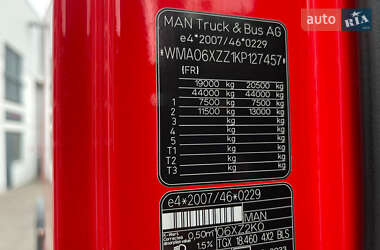 auto RIA
MAN Truck & Bus AG
e4*2007/46*0229
*WMA06XZZ1KP127457*
(FR)
19000 kg 20500 kg
44000 kg 44000 kg
1 7500 kg 7500 kg
2 11500 kg 13000 kg
3 kg kg
4 kg kg
5 kg kg
T1 kg kg
T2 kg kg
T3 kg kg
e4*2007/46*0229
MAN
K-Wert 0,50m 06XZ2KO
1.5% TGX 18.460 4X2 BLS